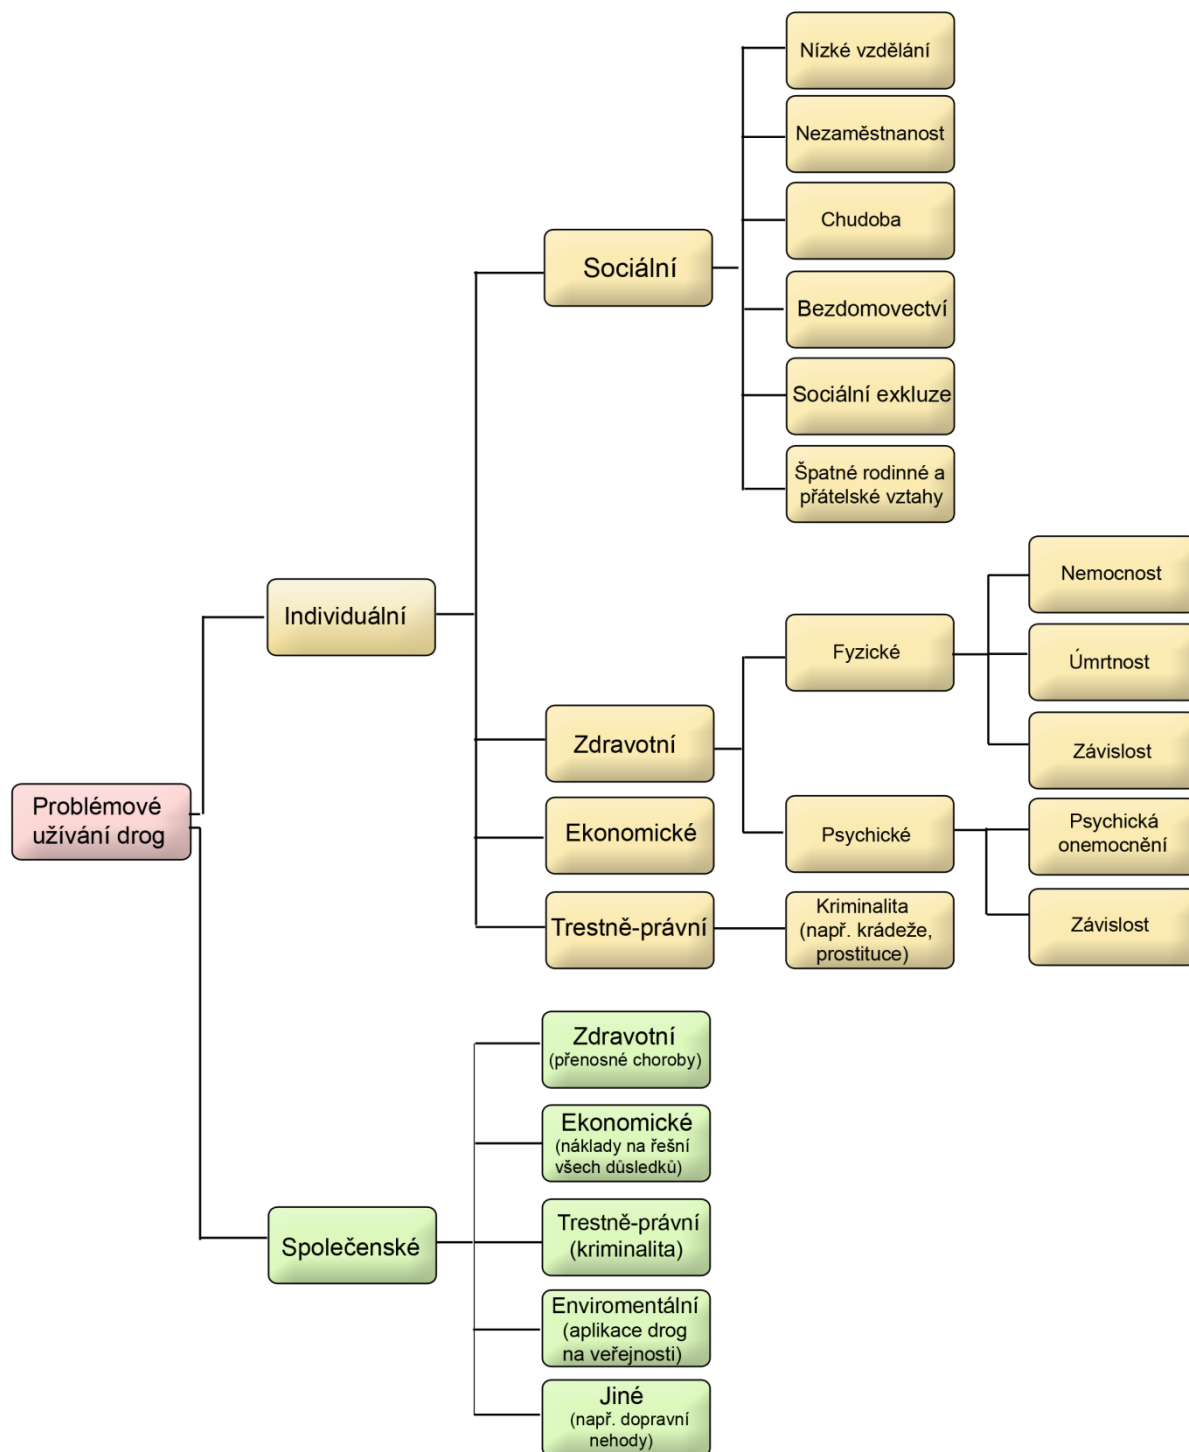 Problémové
užívání drog
Individuální
Sociální
Nízké vzdělání
Nezaměstnanost
Chudoba
Bezdomovectví
Sociální exkluze
Špatné rodinné a
přátelské vztahy
Zdravotní
Fyzické
Nemocnost
Úmrtnost
Závislost
Psychické
Psychická
onemocnění
Závislost
Ekonomické
Trestně-právní
Kriminalita
(např. krádeže,
prostituce)
Společenské
Zdravotní
(přenosné choroby)
Ekonomické
(náklady na řešní
všech důsledků)
Trestně-právní
(kriminalita)
Enviromentální
(aplikace drog
na veřejnosti)
Jiné
(např. dopravní
nehody)